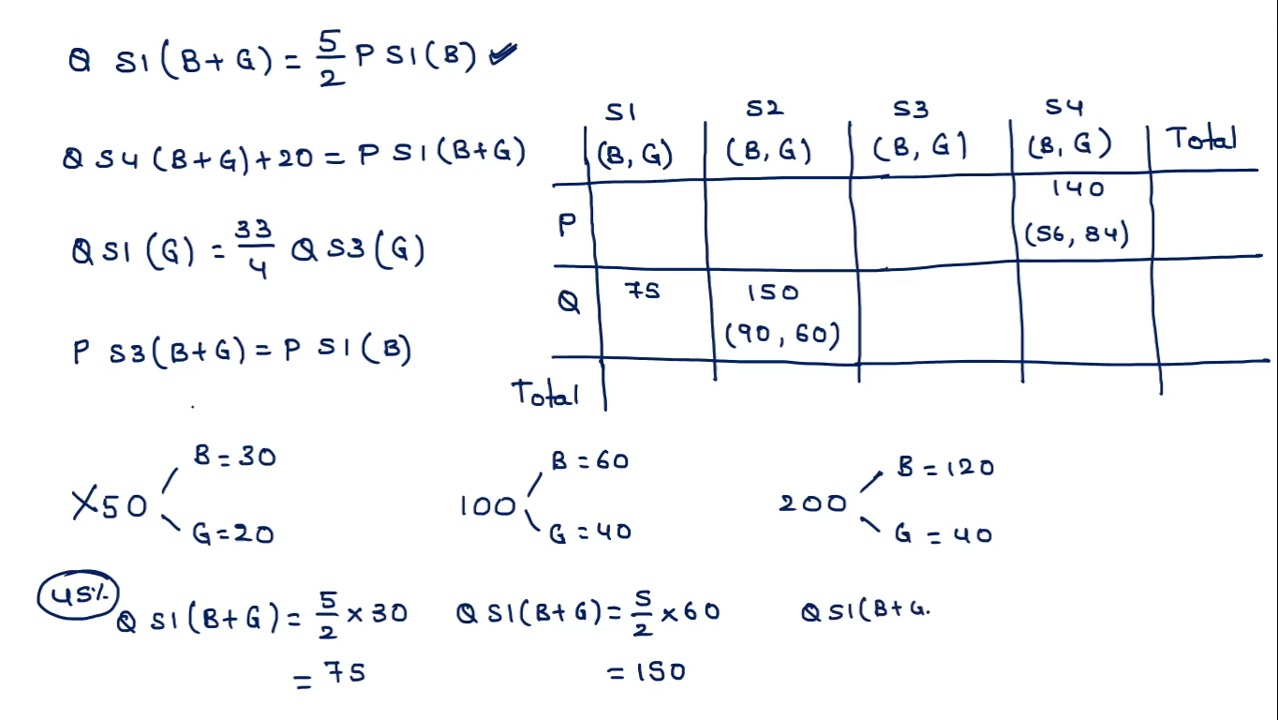 Q S1(B+G) = 5/2 P S1(B)
Q S4(B+G)+20 = P S1(B+G)
Q S1(G) = 33/4 Q S3(G)
P S3(B+G) = P S1(B)
S1 S2 S3 S4
(B,G) (B,G) (B,G) (B,G) Total
140
P (56,84)
Q 75 150
(90,60)
Total
B=30 B=60 B=120
X50 100 200
G=20 G=40 G=40
45%
Q S1(B+G) = 5/2 x 30 Q S1(B+G) = 5/2 x 60 Q S1(B+G.
= 75 = 150